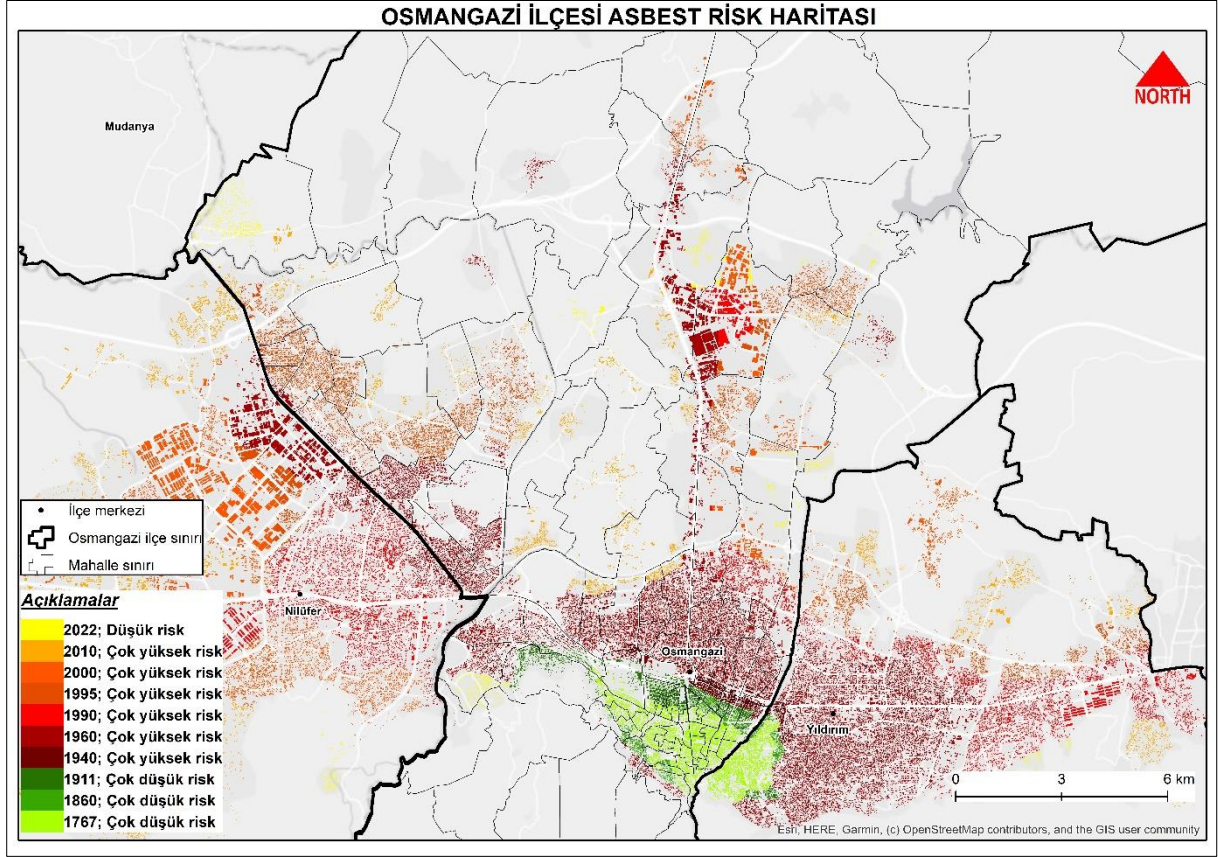 OSMANGAZİ İLÇESİ ASBEST RİSK HARİTASI
NORTH
Mudanya
İlçe merkezi
Osmangazi ilçe sınırı
Mahalle sınırı
Nilüfer
Osmangazi
Yıldırım
Açıklamalar
2022; Düşük risk
2010; Çok yüksek risk
2000; Çok yüksek risk
1995; Çok yüksek risk
1990; Çok yüksek risk
1960; Çok yüksek risk
1940; Çok yüksek risk
1911; Çok düşük risk
1860; Çok düşük risk
1767; Çok düşük risk
0 3 6 km
Esri, HERE, Garmin, (c) OpenStreetMap contributors, and the GIS user community